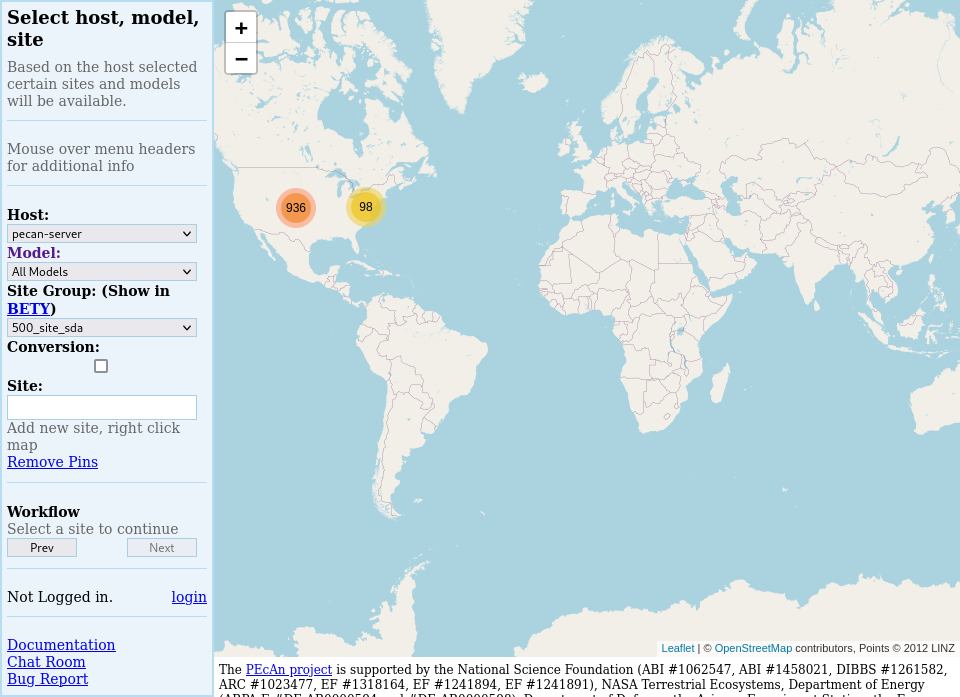 Select host, model,
site
Based on the host selected
certain sites and models
will be available.
Mouse over menu headers
for additional info
Host:
pecan-server
Model:
All Models
Site Group: (Show in
BETY)
500_site_sda
Conversion:
Site:
Add new site, right click
map
Remove Pins
Workflow
Select a site to continue
Prev Next
Not Logged in. login
Documentation
Chat Room
Bug Report
+
−
936
98
Leaflet | © OpenStreetMap contributors, Points © 2012 LINZ
The PEcAn project is supported by the National Science Foundation (ABI #1062547, ABI #1458021, DIBBS #1261582,
ARC #1023477, EF #1318164, EF #1241894, EF #1241891), NASA Terrestrial Ecosystems, Department of Energy